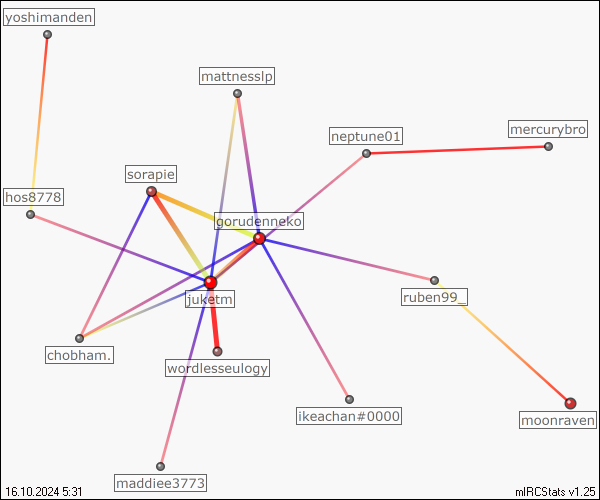 yoshimanden
mattnesslp
mercurybro
neptune01
sorapie
hos8778
gorudenneko
juketm
ruben99_
chobham.
wordlesseulogy
ikeachan#0000
moonraven
maddiee3773
16.10.2024 5:31
mIRCStats v1.25